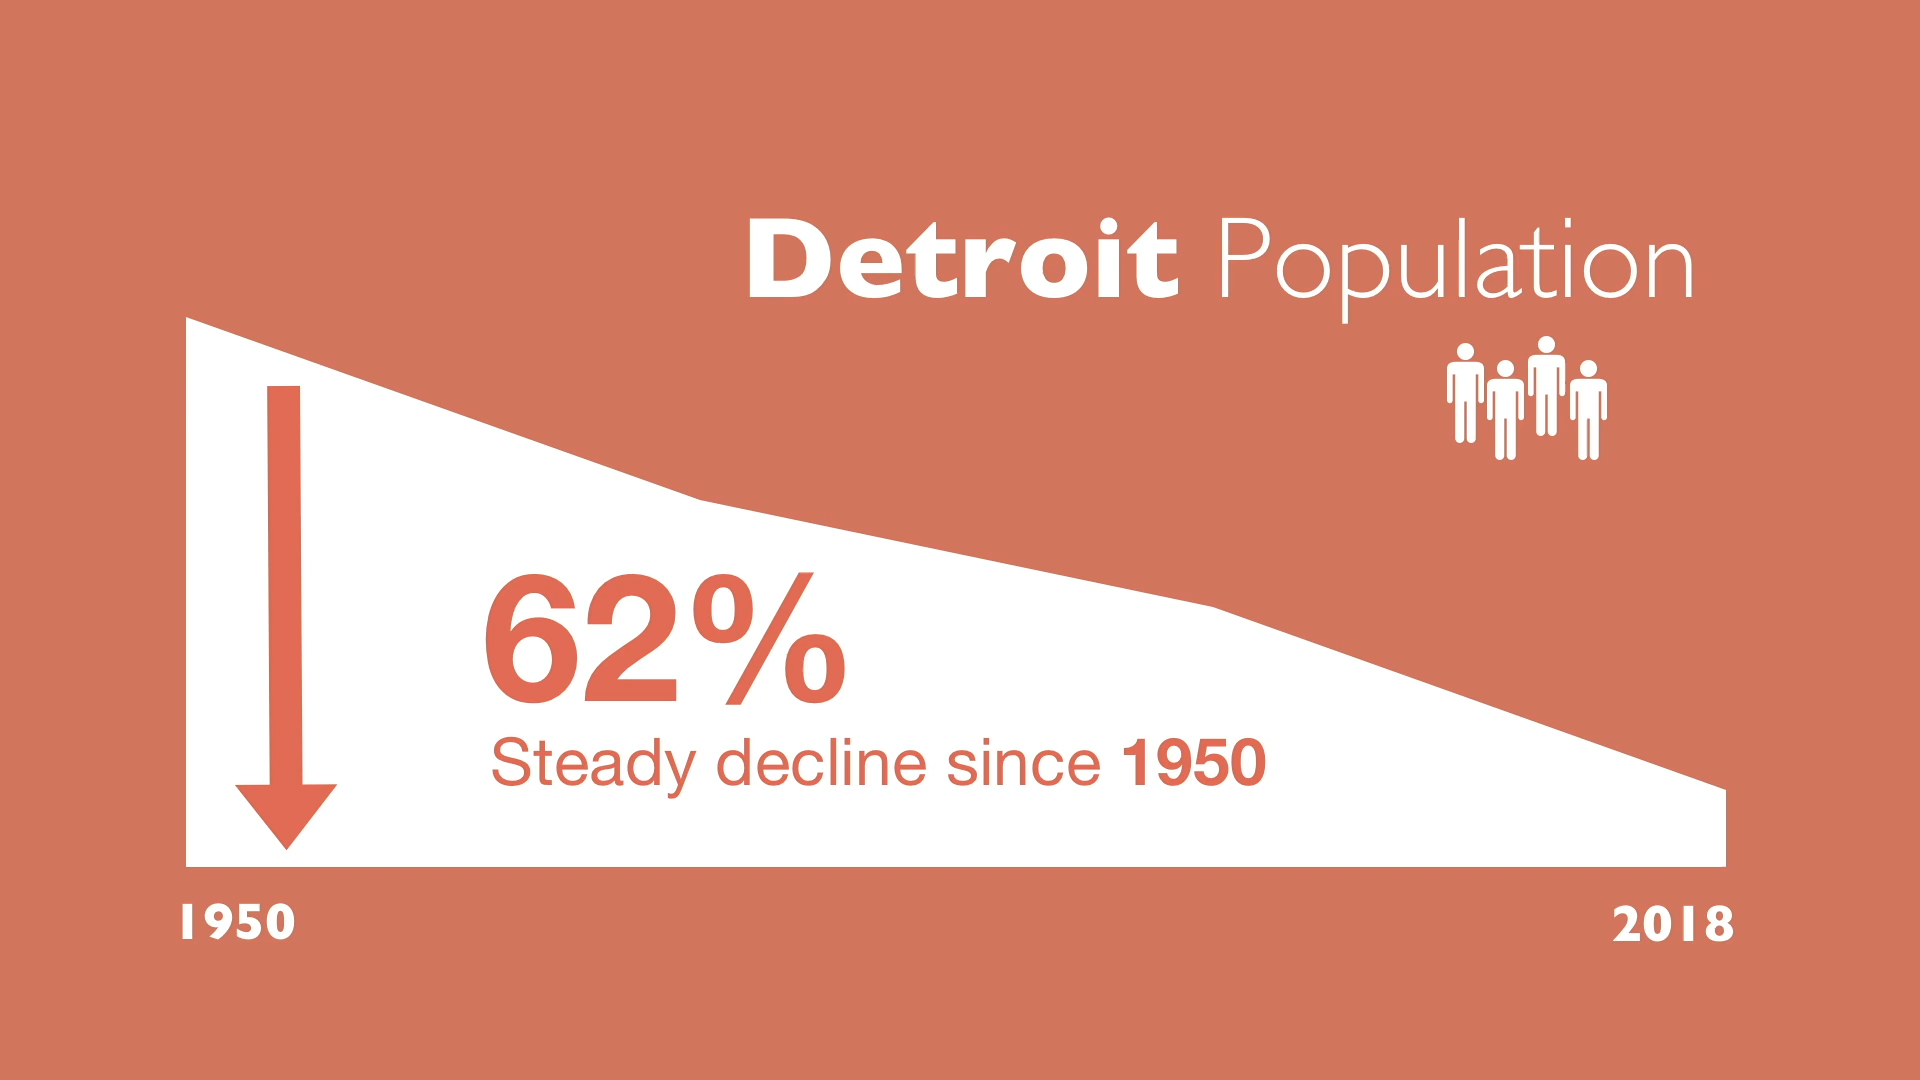 Detroit Population
62%
Steady decline since 1950
1950
2018